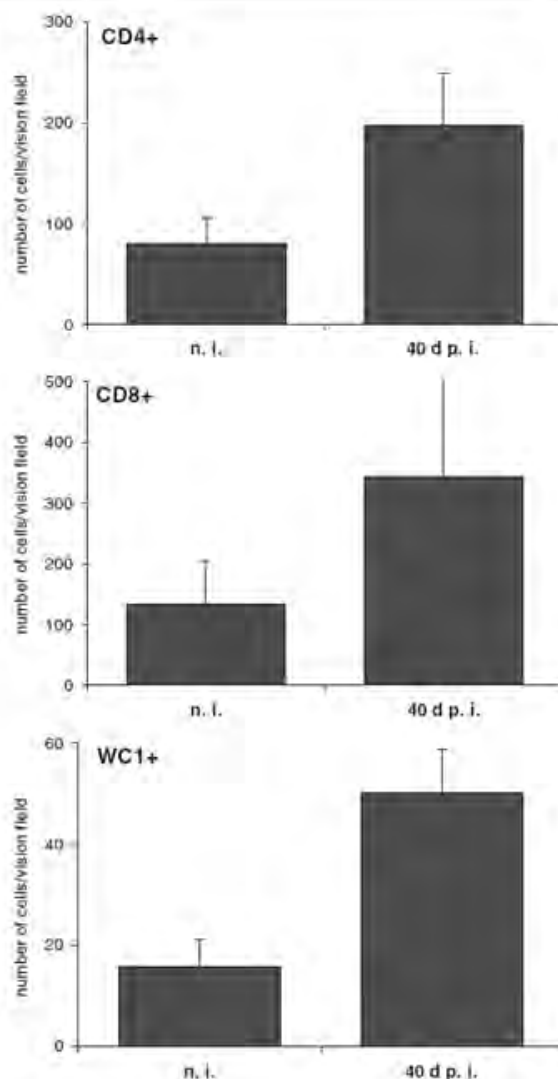 CD4+
number of cells/vision field
300
200
100
0
n. i.
40 d p. i.
CD8+
number of cells/vision field
500
400
300
200
100
0
n. i.
40 d p. i.
WC1+
number of cells/vision field
60
40
20
0
n. i.
40 d p. i.